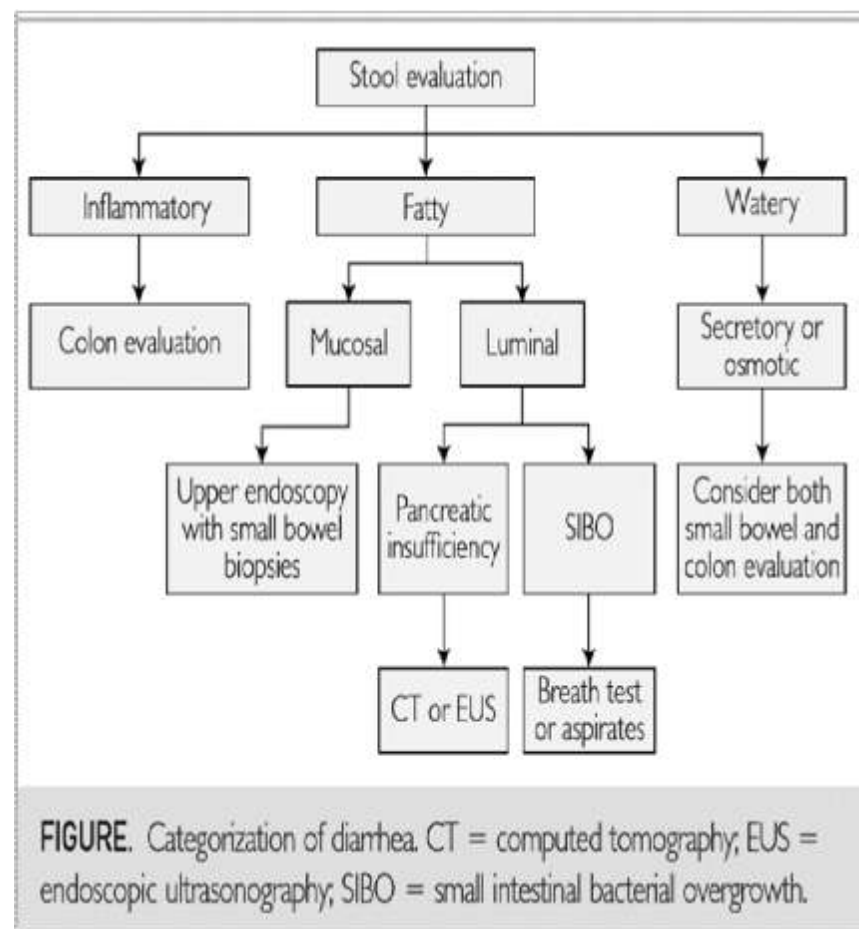 Stool evaluation
Inflammatory
Fatty
Watery
Colon evaluation
Mucosal
Luminal
Secretory or
osmotic
Upper endoscopy
with small bowel
biopsies
Pancreatic
insufficiency
SIBO
Consider both
small bowel and
colon evaluation
CT or EUS
Breath test
or aspirates
FIGURE. Categorization of diarrhea. CT = computed tomography; EUS =
endoscopic ultrasonography; SIBO = small intestinal bacterial overgrowth.